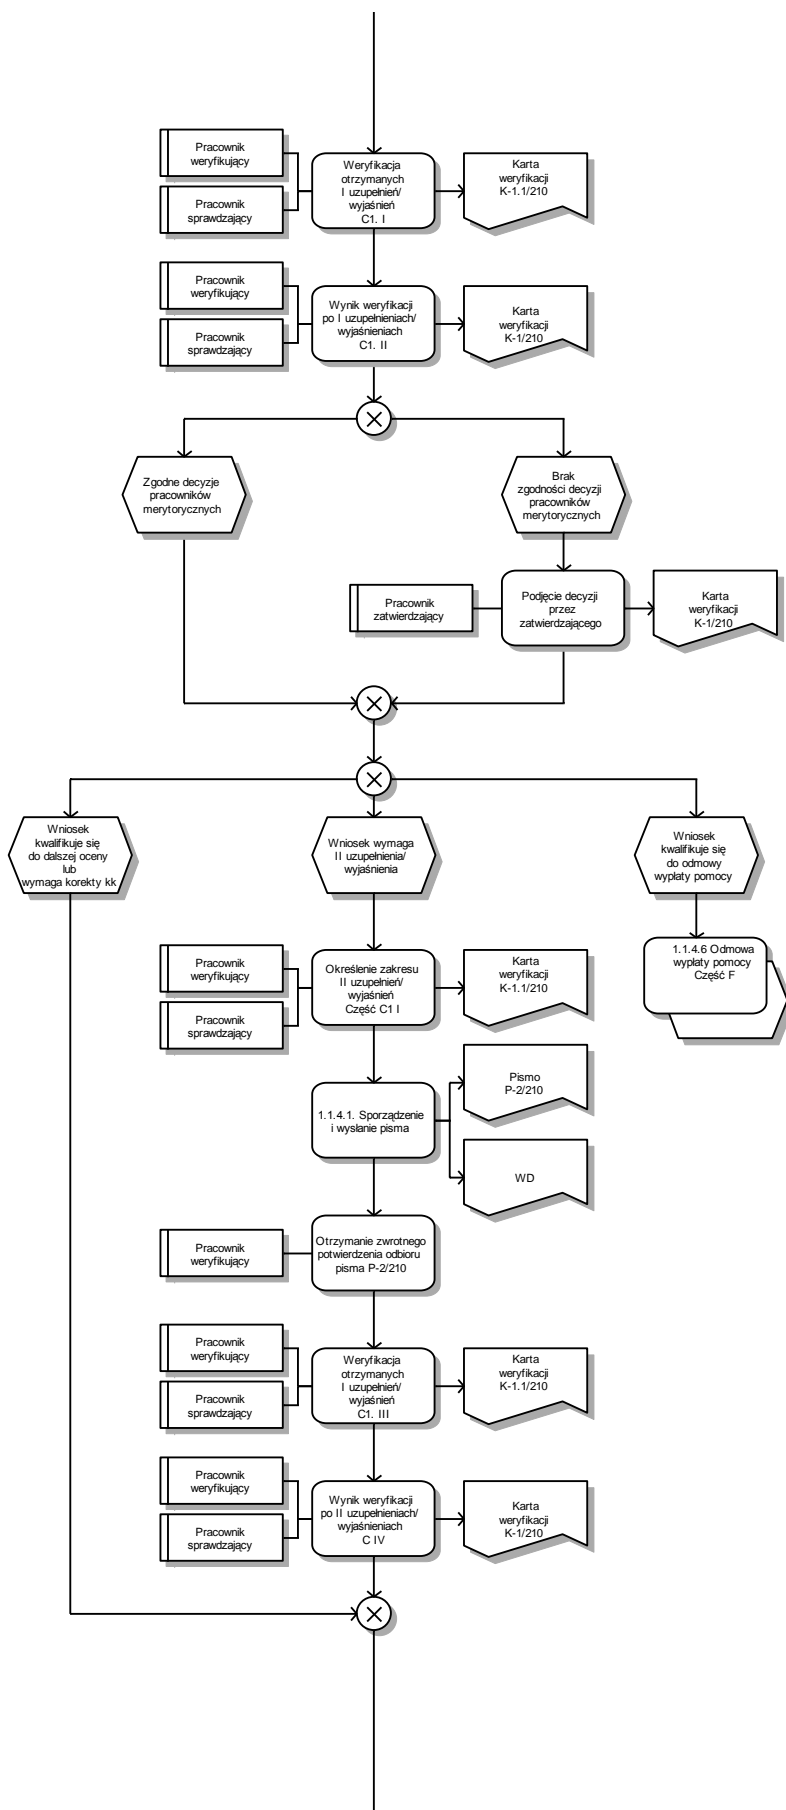 Pracownik
weryfikujący
Pracownik
sprawdzający
Weryfikacja
otrzymanych
I uzupełnień/
wyjaśnień
C1. I
Karta
weryfikacji
K-1.1/210
Pracownik
weryfikujący
Pracownik
sprawdzający
Wynik weryfikacji
po I uzupełnieniach/
wyjaśnieniach
C1. II
Karta
weryfikacji
K-1/210
Zgodne decyzje
pracowników
merytorycznych
Brak
zgodności decyzji
pracowników
merytorycznych
Pracownik
zatwierdzający
Podjęcie decyzji
przez
zatwierdzającego
Karta
weryfikacji
K-1/210
Wniosek
kwalifikuje się
do dalszej oceny
lub
wymaga korekty kk
Wniosek wymaga
II uzupełnienia/
wyjaśnienia
Wniosek
kwalifikuje się
do odmowy
wypłaty pomocy
Pracownik
weryfikujący
Pracownik
sprawdzający
Określenie zakresu
II uzupełnień/
wyjaśnień
Część C1 I
Karta
weryfikacji
K-1.1/210
1.1.4.6 Odmowa
wypłaty pomocy
Część F
1.1.4.1. Sporządzenie
i wysłanie pisma
Pismo
P-2/210
WD
Pracownik
weryfikujący
Otrzymanie zwrotnego
potwierdzenia odbioru
pisma P-2/210
Pracownik
weryfikujący
Pracownik
sprawdzający
Weryfikacja
otrzymanych
I uzupełnień/
wyjaśnień
C1. III
Karta
weryfikacji
K-1.1/210
Pracownik
weryfikujący
Pracownik
sprawdzający
Wynik weryfikacji
po II uzupełnieniach/
wyjaśnieniach
C IV
Karta
weryfikacji
K-1/210